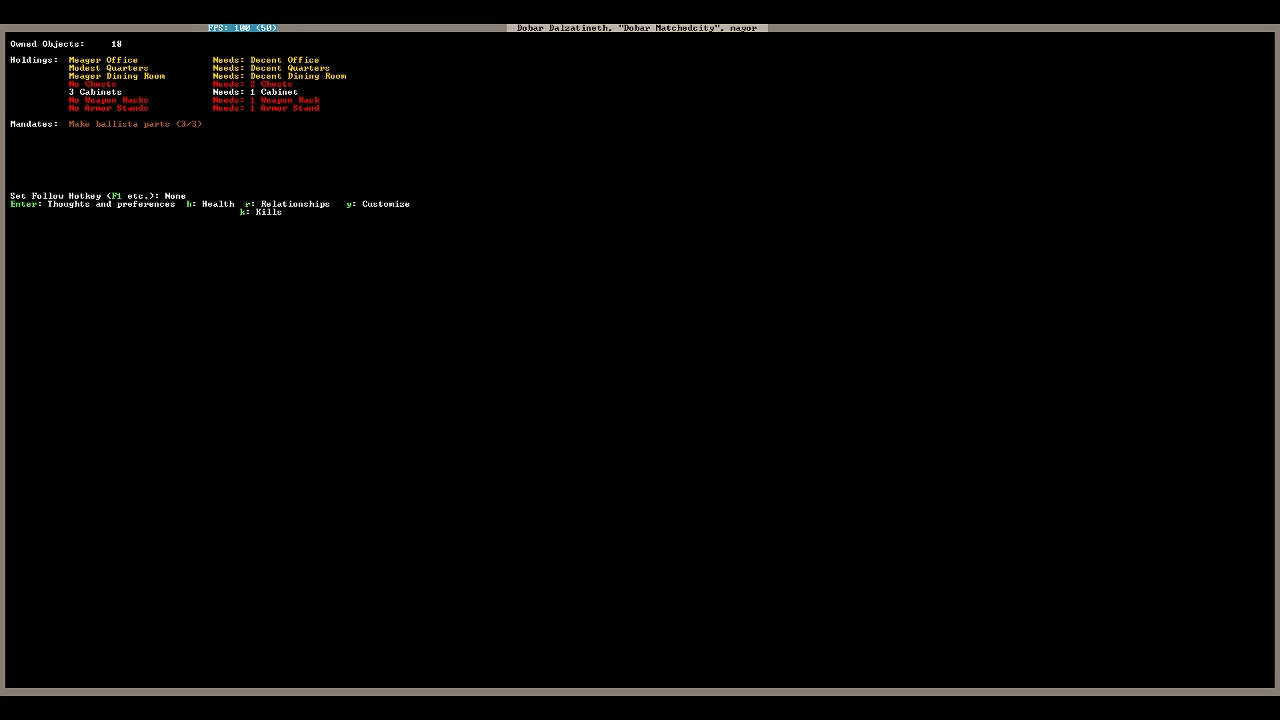 FPS: 100 (50) Dobar Dalzatineth, "Dobar Matchedcity", mayor
Owned Objects: 18
Holdings: Meager Office Needs: Decent Office
Modest Quarters Needs: Decent Quarters
Meager Dining Room Needs: Decent Dining Room
No Chests Needs: 2 Chests
3 Cabinets Needs: 1 Cabinet
No Weapon Racks Needs: 1 Weapon Rack
No Armor Stands Needs: 1 Armor Stand
Mandates: Make ballista parts (3/3)
Set Follow Hotkey (F1 etc.): None
Enter: Thoughts and preferences h: Health r: Relationships y: Customize
k: Kills